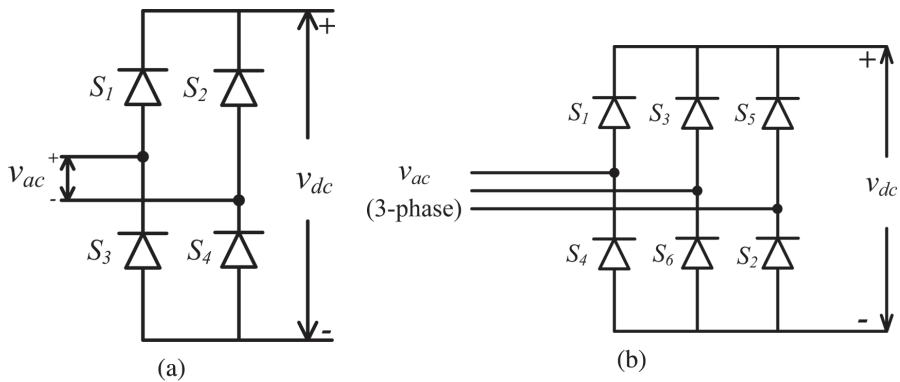 +
S1 S2
+
vac
-
vdc
S3 S4
-
(a)
+
S1 S3 S5
vac
(3-phase)
vdc
S4 S6 S2
-
(b)